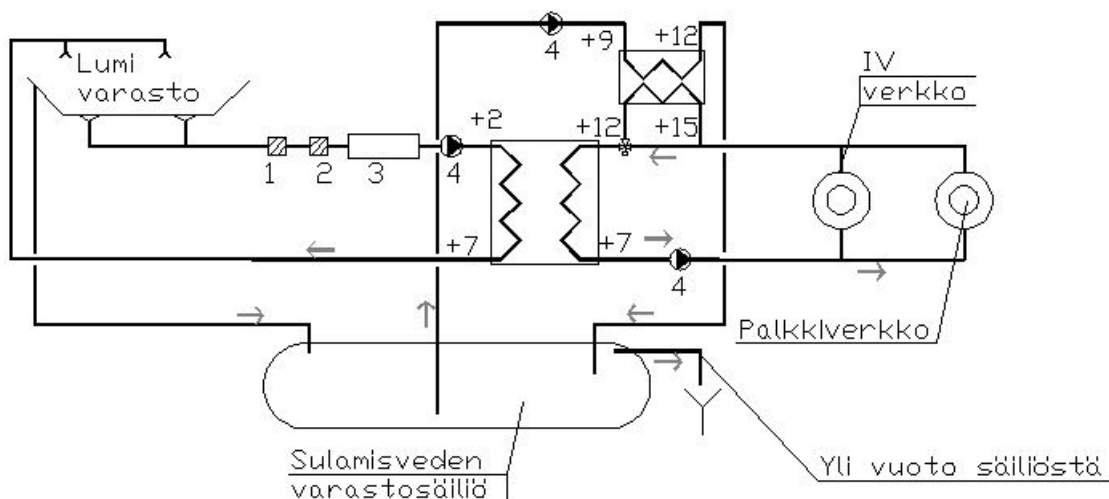 4
+9
+12
Lumi
varasto
IV
verkko
+2
+12
+15
1
2
3
4
+7
+7
4
Palkkiverkko
Sulamisveden
varastosäiliö
Yli vuoto säiliöstä